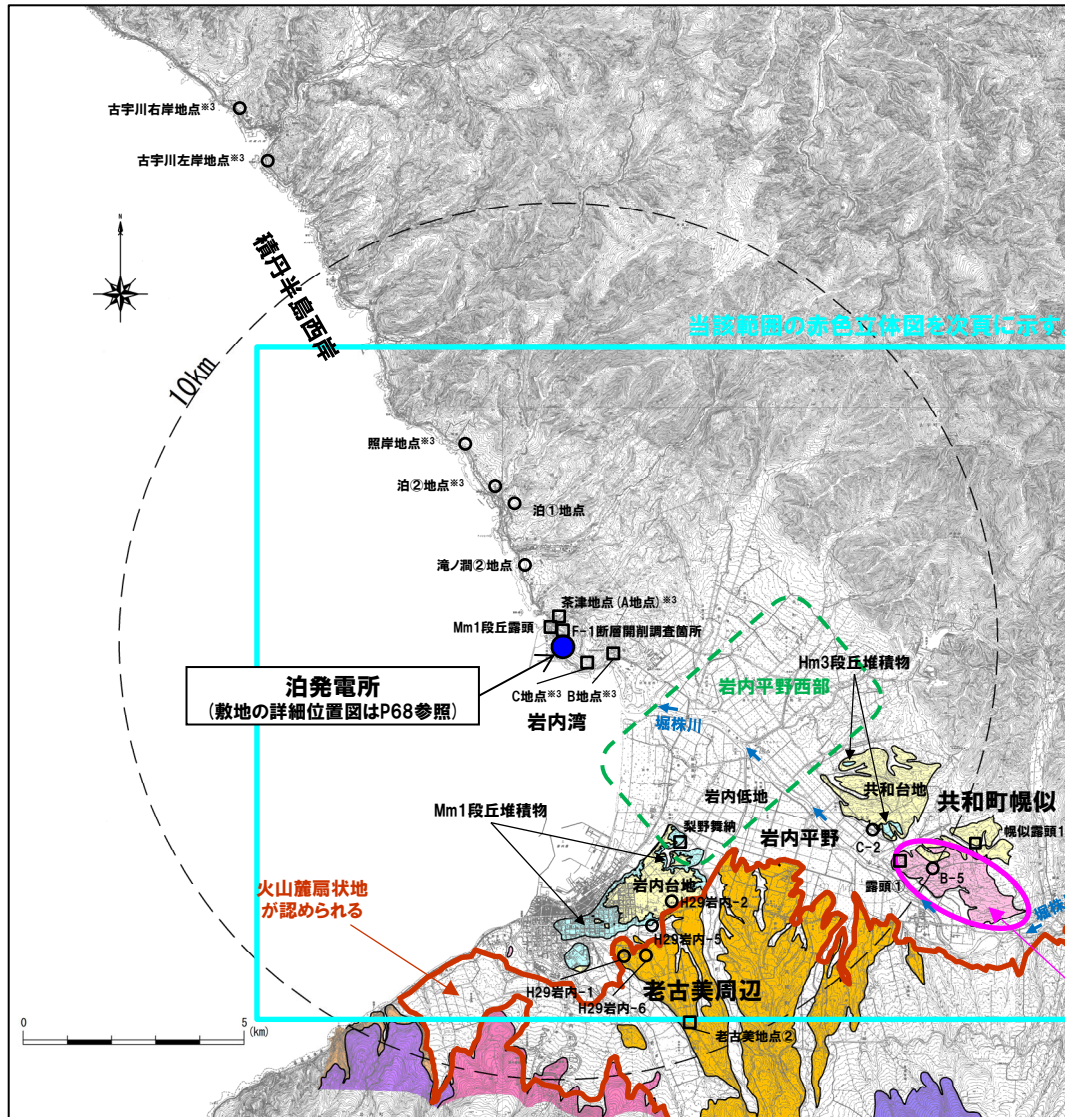 古宇川右岸地点※3
古宇川左岸地点※3
N
積丹半島西岸
10km
当該範囲の赤色立体図を次頁に示す。
照岸地点※3
泊②地点※3
泊①地点
滝ノ澗②地点
茶津地点(A地点)※3
Mm1段丘露頭
F-1断層開削調査箇所
泊発電所
(敷地の詳細位置図はP68参照)
C地点※3
B地点※3
岩内湾
岩内平野西部
Hm3段丘堆積物
堀株川
岩内低地
共和台地
共和町幌似
Mm1段丘堆積物
梨野舞納
岩内平野
C-2
幌似露頭1
露頭①
B-5
堀株
火山麓扇状地
が認められる
岩内台地
H29岩内-2
H29岩内-5
H29岩内-1
H29岩内-6
老古美周辺
老古美地点②
0
5
(km)